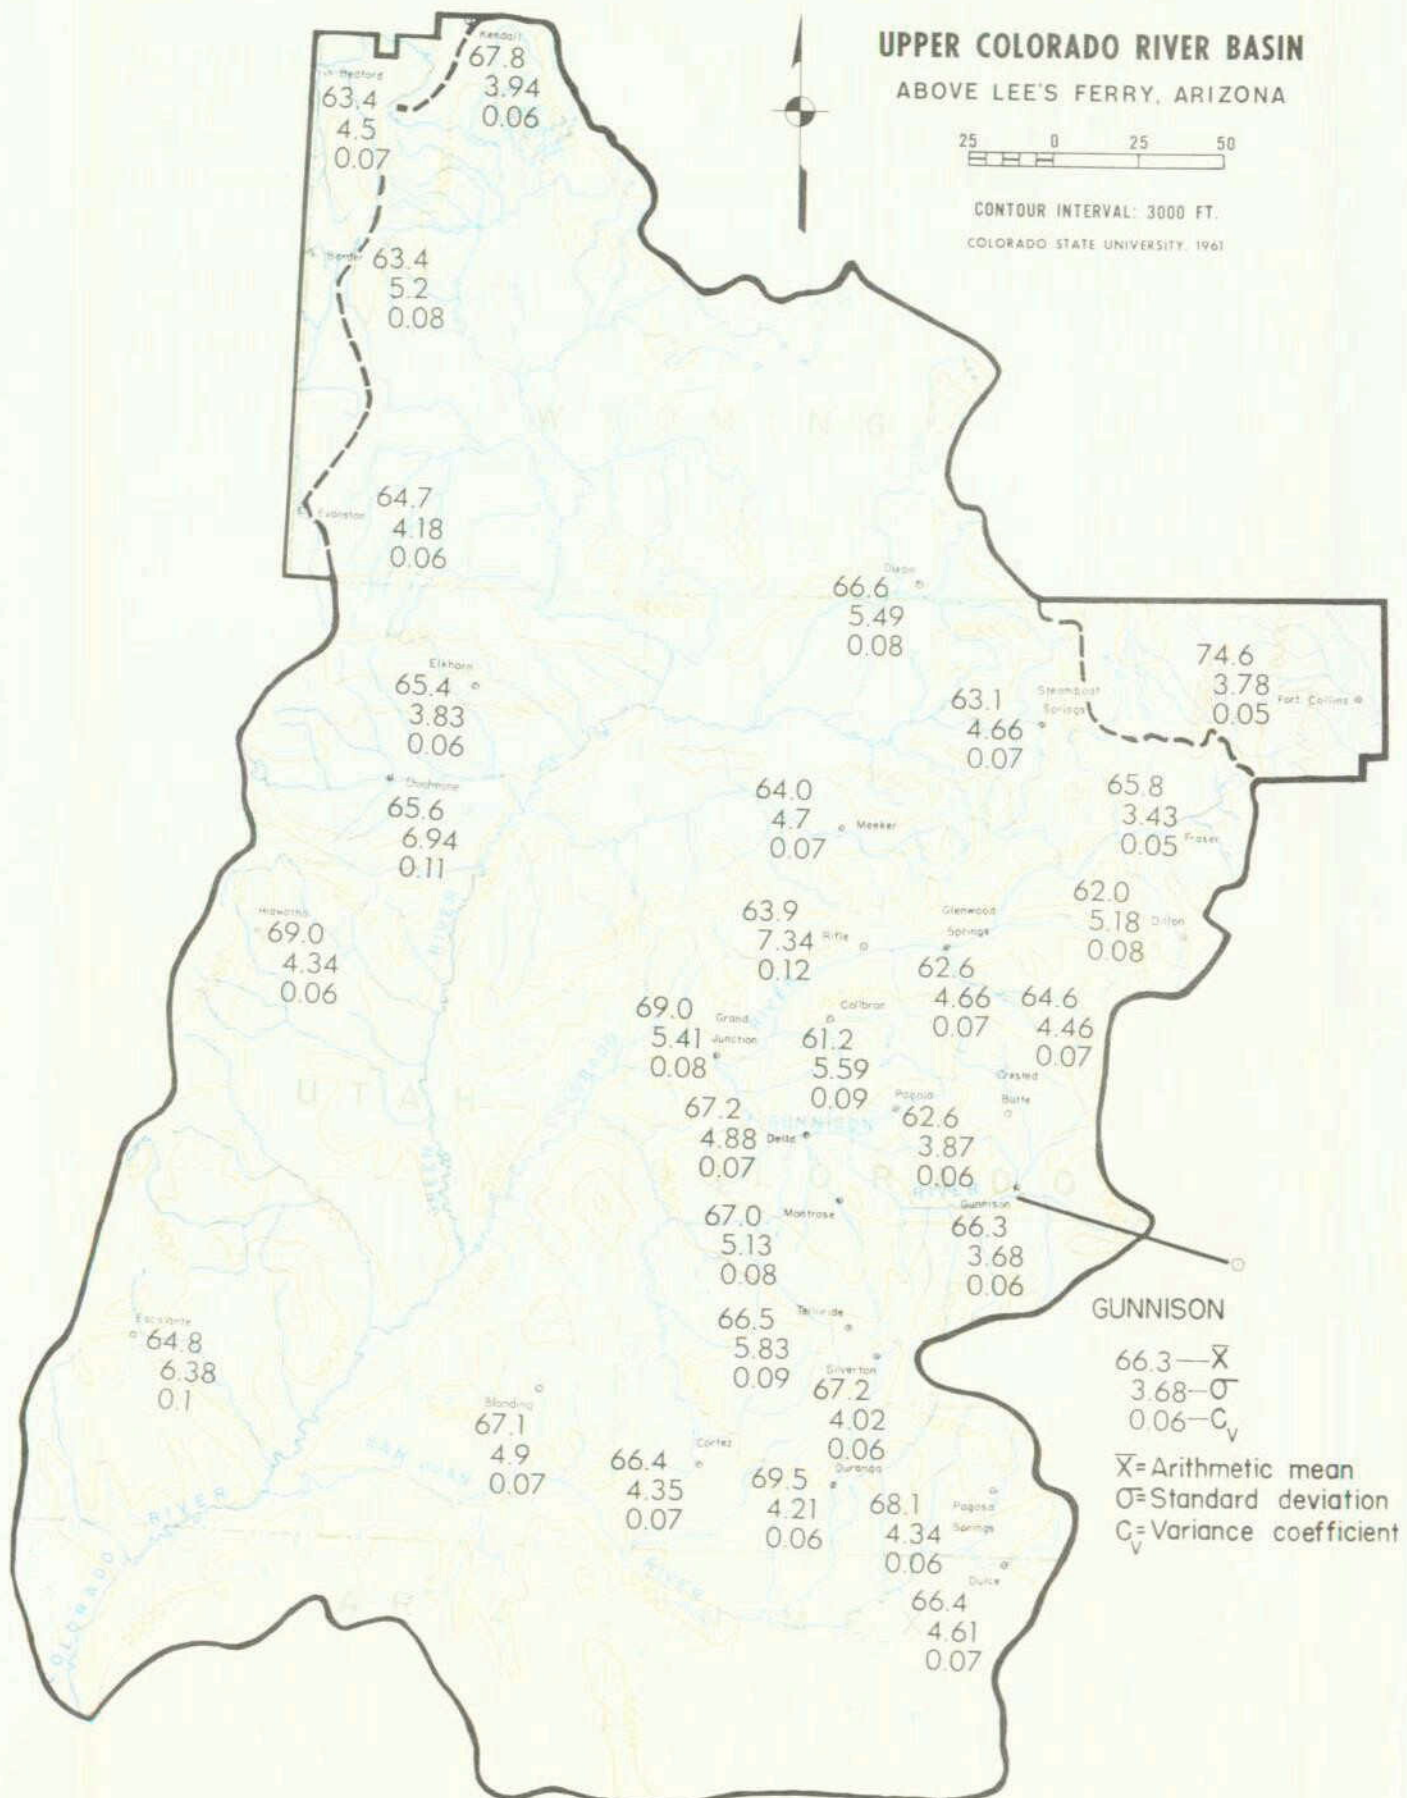 UPPER COLORADO RIVER BASIN
ABOVE LEE'S FERRY, ARIZONA
25 0 25 50
CONTOUR INTERVAL: 3000 FT.
COLORADO STATE UNIVERSITY, 1961
Kendall
67.8
3.94
0.06
Bedford
63.4
4.5
0.07
Border
63.4
5.2
0.08
WYOMING
Evanston
64.7
4.18
0.06
Dixon
66.6
5.49
0.08
Elkhorn
65.4
3.83
0.06
Steamboat
Springs
63.1
4.66
0.07
74.6
3.78
0.05
Fort Collins
Duchesne
65.6
6.94
0.11
64.0
4.7
0.07
Meeker
65.8
3.43
0.05
Fraser
Hiawatha
69.0
4.34
0.06
63.9
7.34
0.12
Rifle
Glenwood
Springs
62.6
4.66
0.07
62.0
5.18
0.08
Dillon
RIVER
69.0
5.41
0.08
Grand
Junction
Collbran
61.2
5.59
0.09
64.6
4.46
0.07
Crested
Butte
UTAH
COLORADO
RIVER
GREEN
67.2
4.88
0.07
Delta
GUNNISON
Paonia
62.6
3.87
0.06
COLORADO
RIVER
67.0
5.13
0.08
Montrose
Gunnison
66.3
3.68
0.06
Escalante
64.8
6.38
0.1
66.5
5.83
0.09
Telluride
Silverton
67.2
4.02
0.06
GUNNISON
66.3—X̅
3.68—σ
0.06—Cv
X̅=Arithmetic mean
σ=Standard deviation
Cv=Variance coefficient
Blanding
67.1
4.9
0.07
SAN JUAN
Cortez
66.4
4.35
0.07
Durango
69.5
4.21
0.06
68.1
4.34
0.06
Pagosa
Springs
RIVER
COLORADO
RIVER
Dulce
66.4
4.61
0.07